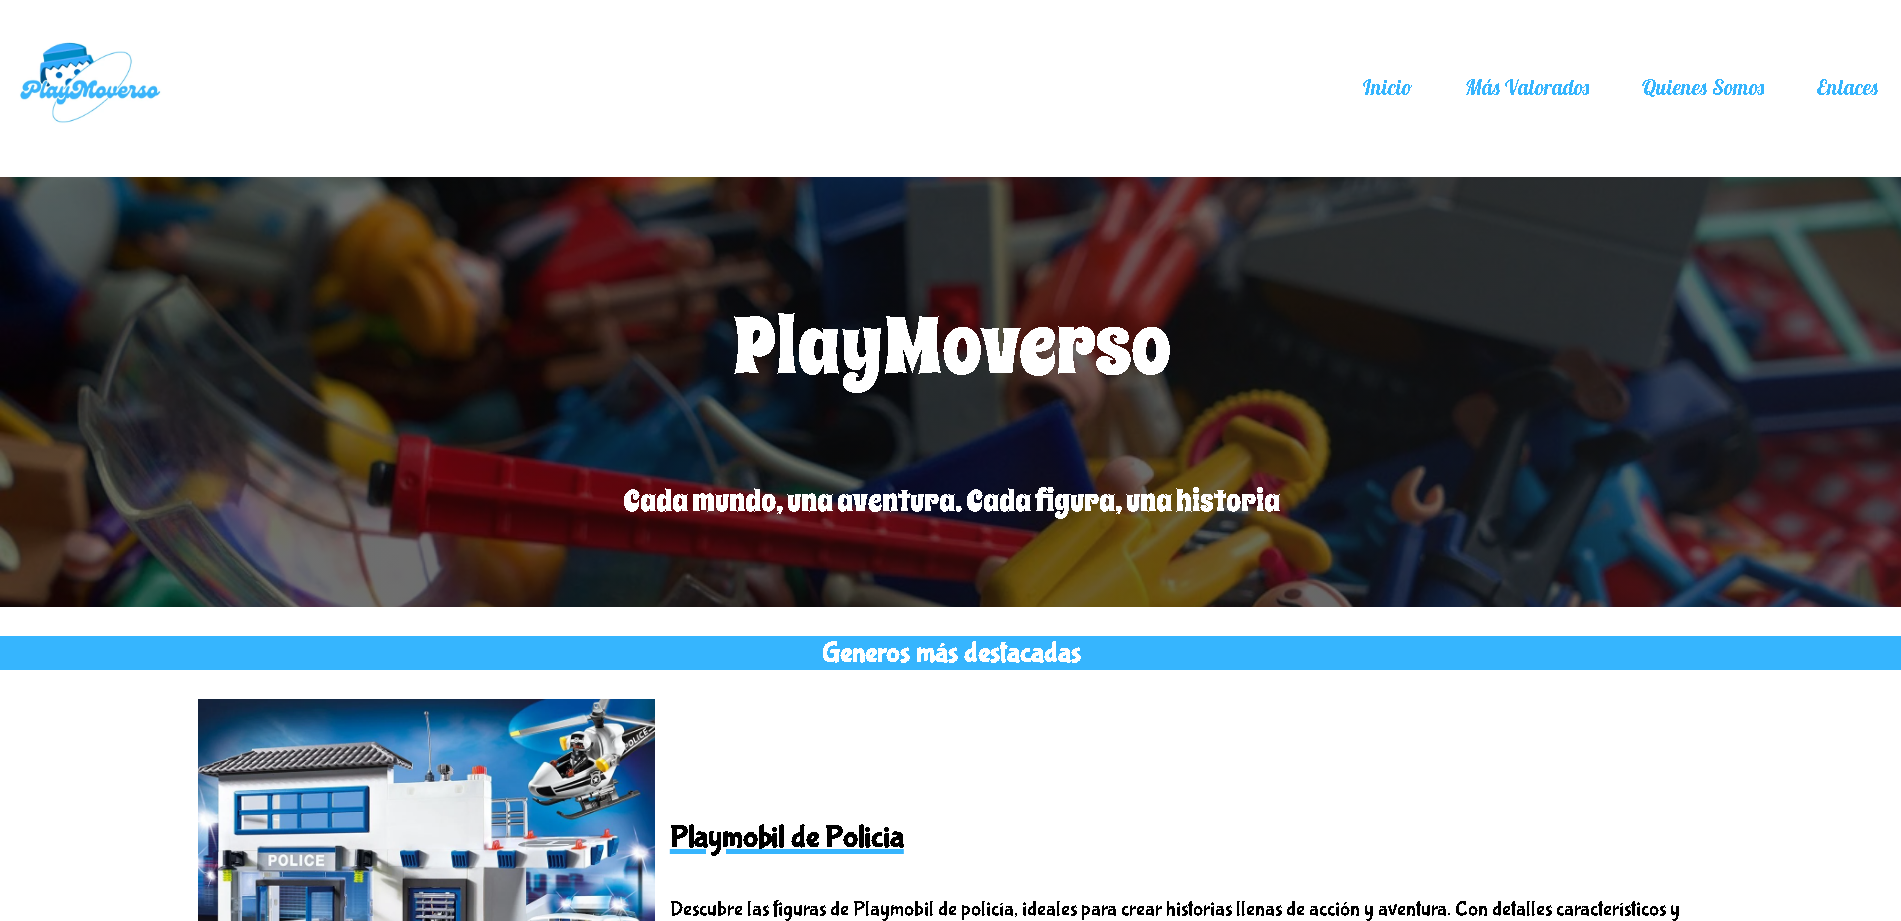 PlayMoverso
Inicio Más Valorados Quienes Somos Enlaces
PlayMoverso
Cada mundo, una aventura. Cada figura, una historia
Generos más destacadas
POLICE
POLICE
Playmobil de Policia
Descubre las figuras de Playmobil de policía, ideales para crear historias llenas de acción y aventura. Con detalles característicos y